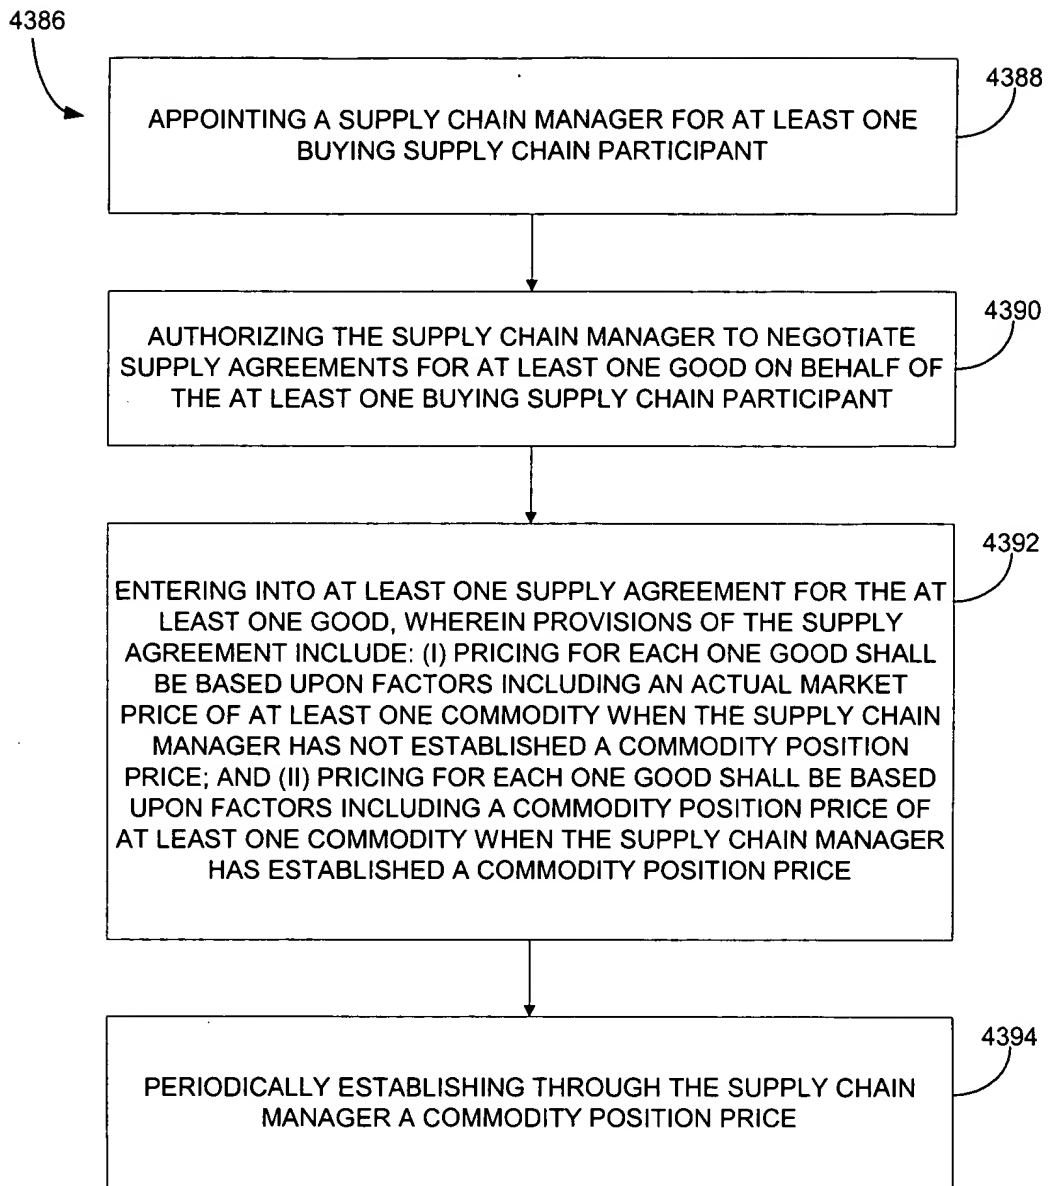 4386
4388
APPOINTING A SUPPLY CHAIN MANAGER FOR AT LEAST ONE
BUYING SUPPLY CHAIN PARTICIPANT
4390
AUTHORIZING THE SUPPLY CHAIN MANAGER TO NEGOTIATE
SUPPLY AGREEMENTS FOR AT LEAST ONE GOOD ON BEHALF OF
THE AT LEAST ONE BUYING SUPPLY CHAIN PARTICIPANT
4392
ENTERING INTO AT LEAST ONE SUPPLY AGREEMENT FOR THE AT
LEAST ONE GOOD, WHEREIN PROVISIONS OF THE SUPPLY
AGREEMENT INCLUDE: (I) PRICING FOR EACH ONE GOOD SHALL
BE BASED UPON FACTORS INCLUDING AN ACTUAL MARKET
PRICE OF AT LEAST ONE COMMODITY WHEN THE SUPPLY CHAIN
MANAGER HAS NOT ESTABLISHED A COMMODITY POSITION
PRICE; AND (II) PRICING FOR EACH ONE GOOD SHALL BE BASED
UPON FACTORS INCLUDING A COMMODITY POSITION PRICE OF
AT LEAST ONE COMMODITY WHEN THE SUPPLY CHAIN MANAGER
HAS ESTABLISHED A COMMODITY POSITION PRICE
4394
PERIODICALLY ESTABLISHING THROUGH THE SUPPLY CHAIN
MANAGER A COMMODITY POSITION PRICE